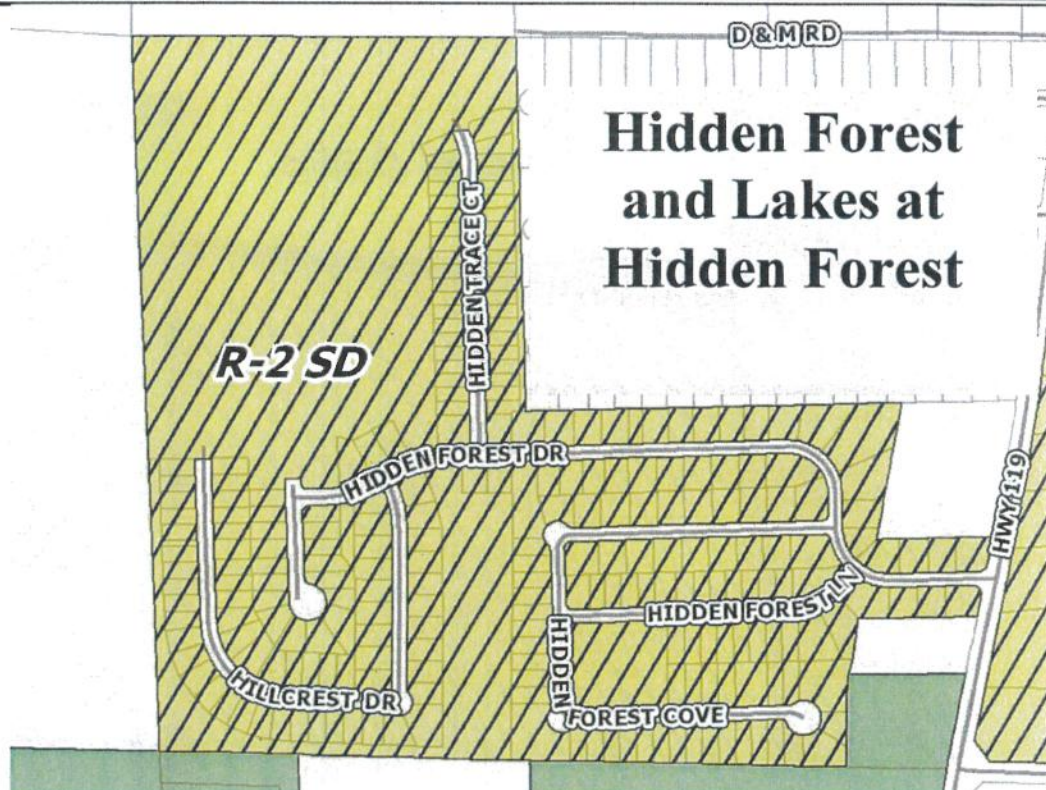 D & M RD
Hidden Forest
and Lakes at
Hidden Forest
HIDDEN TRACE CT
R-2 SD
HIDDEN FOREST DR
HWY 119
HIDDEN FOREST LN
HIDDEN
FOREST COVE
HILLCREST DR